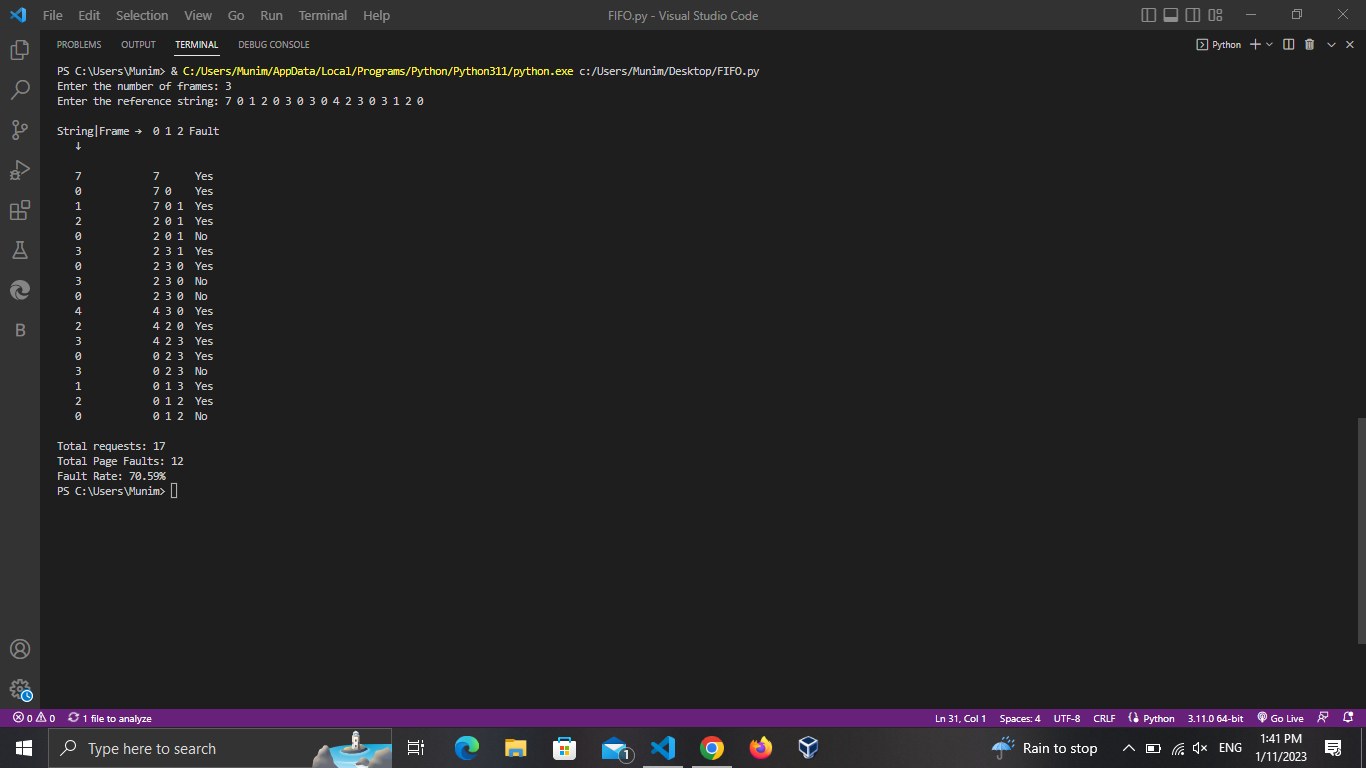 File Edit Selection View Go Run Terminal Help FIFO.py - Visual Studio Code
PROBLEMS OUTPUT TERMINAL DEBUG CONSOLE Python
PS C:\Users\Munim> & C:/Users/Munim/AppData/Local/Programs/Python/Python311/python.exe c:/Users/Munim/Desktop/FIFO.py
Enter the number of frames: 3
Enter the reference string: 7 0 1 2 0 3 0 3 0 4 2 3 0 3 1 2 0
String|Frame → 0 1 2 Fault
↓
7 7 Yes
0 7 0 Yes
1 7 0 1 Yes
2 2 0 1 Yes
0 2 0 1 No
3 2 3 1 Yes
0 2 3 0 Yes
3 2 3 0 No
0 2 3 0 No
4 4 3 0 Yes
2 4 2 0 Yes
3 4 2 3 Yes
0 0 2 3 Yes
3 0 2 3 No
1 0 1 3 Yes
2 0 1 2 Yes
0 0 1 2 No
Total requests: 17
Total Page Faults: 12
Fault Rate: 70.59%
PS C:\Users\Munim>
B
0 0 1 file to analyze Ln 31, Col 1 Spaces: 4 UTF-8 CRLF Python 3.11.0 64-bit Go Live
Type here to search 1 Rain to stop ENG 1:41 PM
1/11/2023